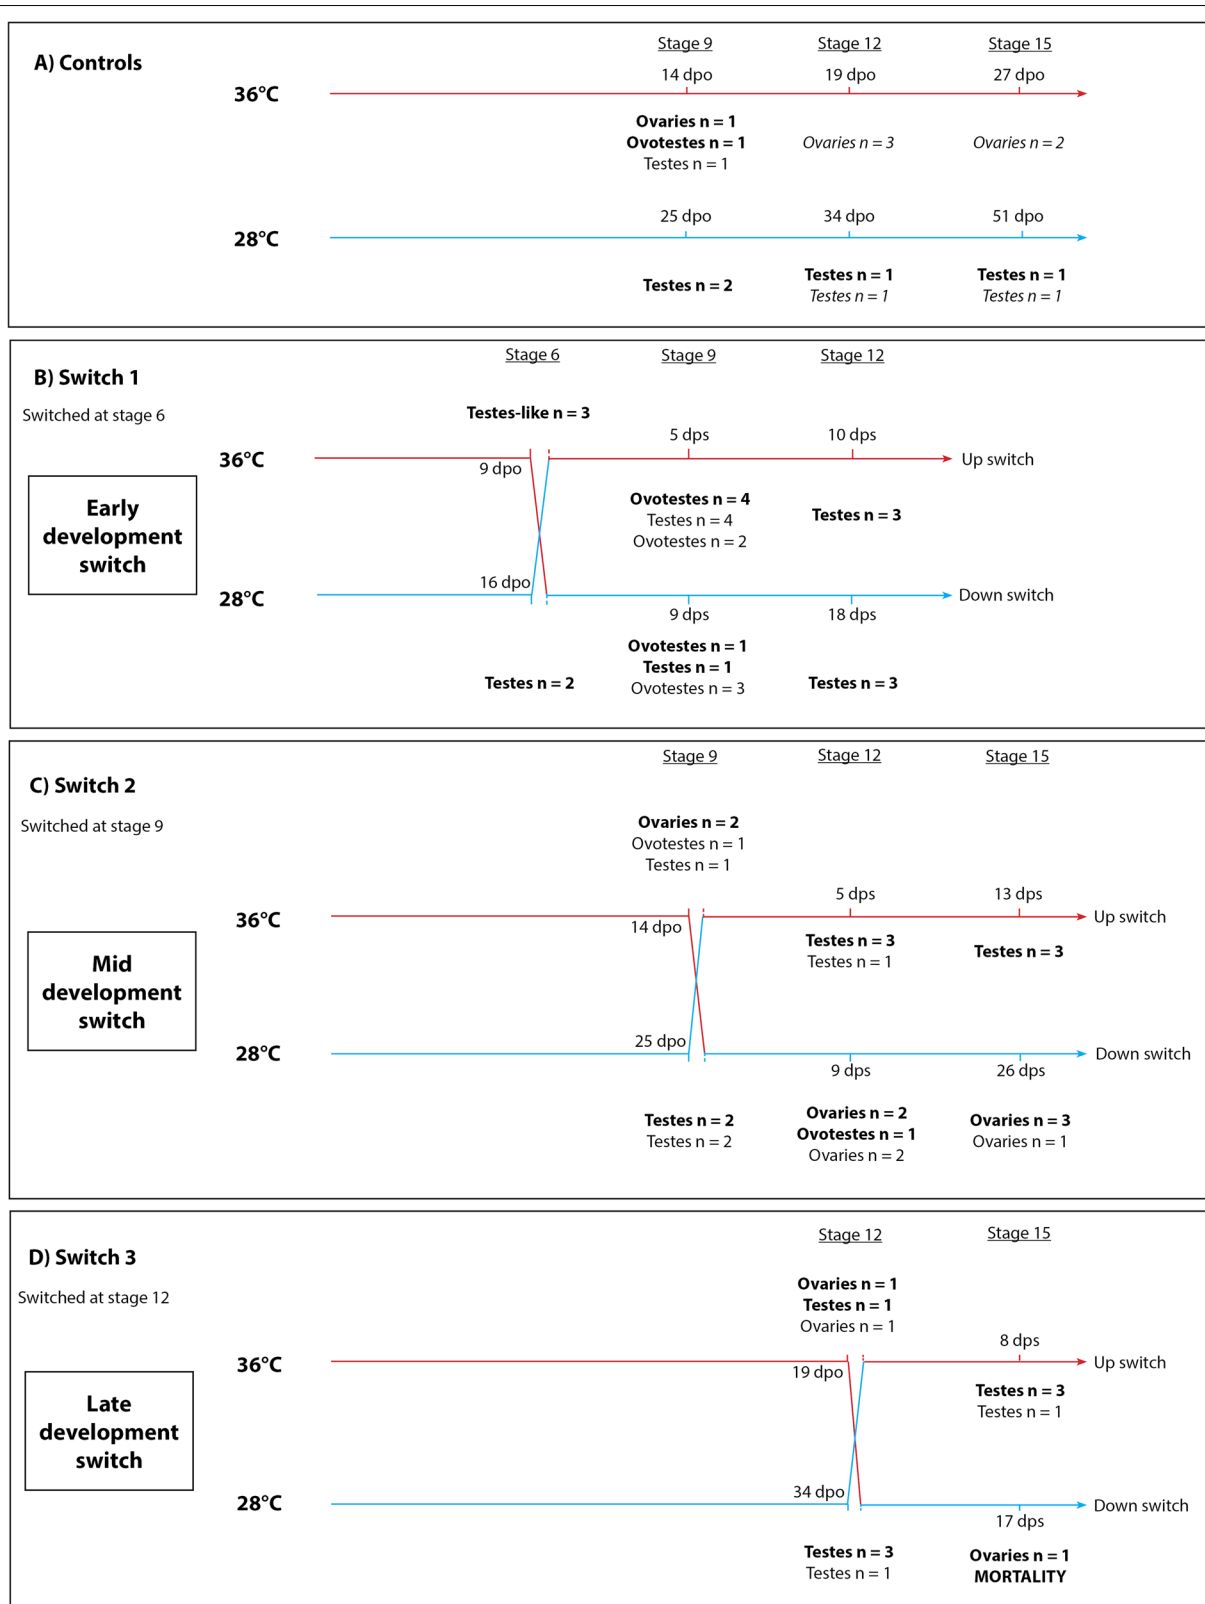 A) Controls
Stage 9
Stage 12
Stage 15
36°C
14 dpo
19 dpo
27 dpo
Ovaries n = 1
Ovotestes n = 1
Testes n = 1
Ovaries n = 3
Ovaries n = 2
28°C
25 dpo
34 dpo
51 dpo
Testes n = 2
Testes n = 1
Testes n = 1
Testes n = 1
Testes n = 1
B) Switch 1
Switched at stage 6
Stage 6
Stage 9
Stage 12
Early
development
switch
Testes-like n = 3
36°C
9 dpo
5 dps
10 dps
Up switch
Ovotestes n = 4
Testes n = 4
Ovotestes n = 2
Testes n = 3
28°C
16 dpo
9 dps
18 dps
Down switch
Testes n = 2
Ovotestes n = 1
Testes n = 1
Ovotestes n = 3
Testes n = 3
C) Switch 2
Switched at stage 9
Stage 9
Stage 12
Stage 15
Mid
development
switch
Ovaries n = 2
Ovotestes n = 1
Testes n = 1
36°C
14 dpo
5 dps
13 dps
Up switch
Testes n = 3
Testes n = 1
Testes n = 3
28°C
25 dpo
9 dps
26 dps
Down switch
Testes n = 2
Testes n = 2
Ovaries n = 2
Ovotestes n = 1
Ovaries n = 2
Ovaries n = 3
Ovaries n = 1
D) Switch 3
Switched at stage 12
Stage 12
Stage 15
Late
development
switch
Ovaries n = 1
Testes n = 1
Ovaries n = 1
36°C
19 dpo
8 dps
Up switch
Testes n = 3
Testes n = 1
28°C
34 dpo
17 dps
Down switch
Testes n = 3
Testes n = 1
Ovaries n = 1
MORTALITY